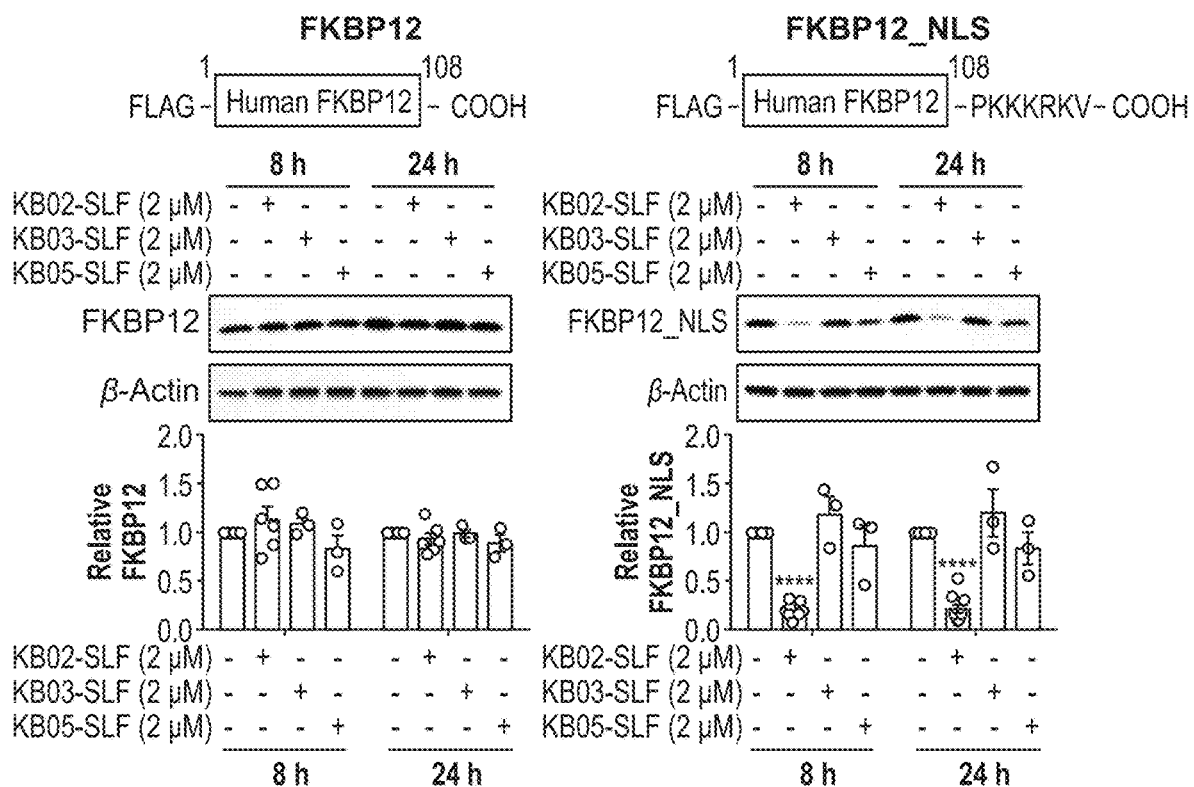 FKBP12
1 108
FLAG - Human FKBP12 - COOH
8 h 24 h
KB02-SLF (2 μM) - + - - - + - -
KB03-SLF (2 μM) - - + - - - + -
KB05-SLF (2 μM) - - - + - - - +
FKBP12
β-Actin
Relative
FKBP12
2.0
1.5
1.0
0.5
0.0
KB02-SLF (2 μM) - + - - - + - -
KB03-SLF (2 μM) - - + - - - + -
KB05-SLF (2 μM) - - - + - - - +
8 h 24 h
FKBP12_NLS
1 108
FLAG - Human FKBP12 - PKKKRKV - COOH
8 h 24 h
KB02-SLF (2 μM) - + - - - + - -
KB03-SLF (2 μM) - - + - - - + -
KB05-SLF (2 μM) - - - + - - - +
FKBP12_NLS
β-Actin
Relative
FKBP12_NLS
2.0
1.5
1.0
0.5
0.0
**** ****
KB02-SLF (2 μM) - + - - - + - -
KB03-SLF (2 μM) - - + - - - + -
KB05-SLF (2 μM) - - - + - - - +
8 h 24 h